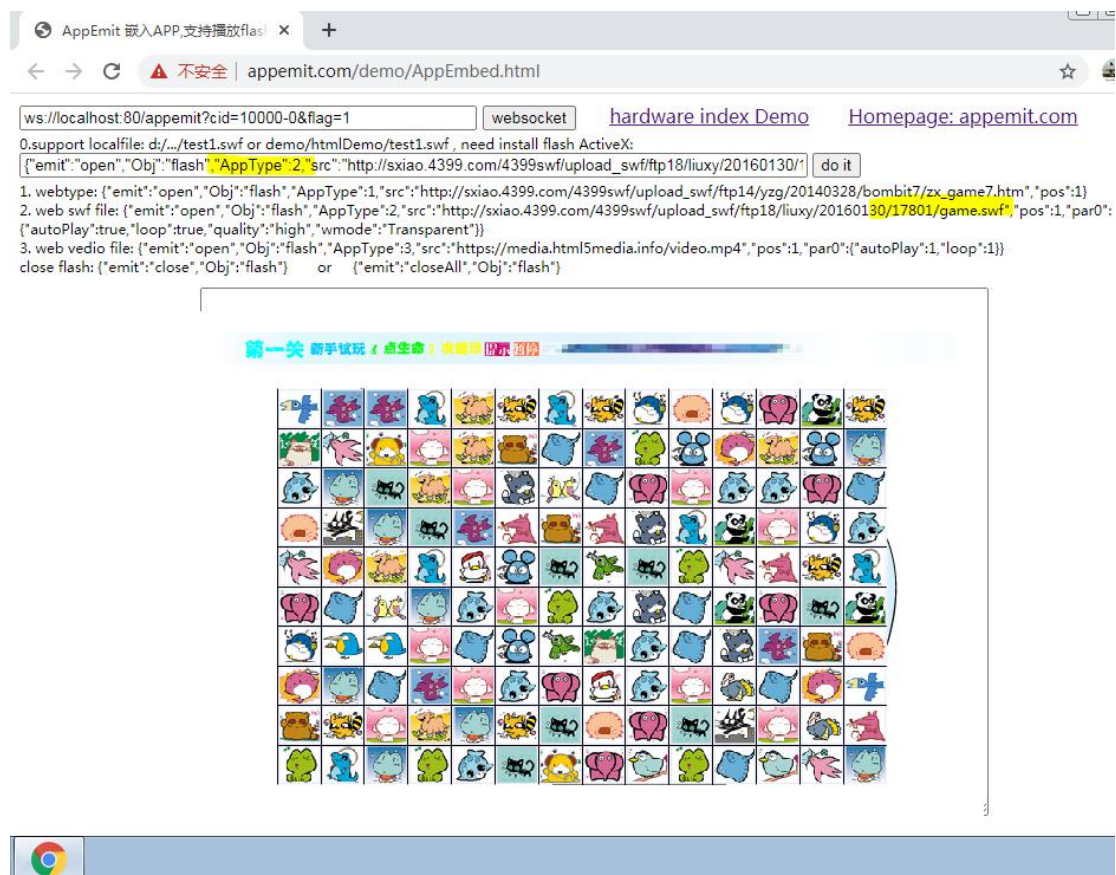 AppEmit 嵌入APP,支持播放flas
不安全 appemit.com/demo/AppEmbed.html
ws://localhost:80/appemit?cid=10000-0&flag=1 websocket hardware index Demo Homepage: appemit.com
0.support localfile: d:/.../test1.swf or demo/htmlDemo/test1.swf , need install flash ActiveX:
{"emit":"open","Obj":"flash","AppType":2,"src":"http://sxiao.4399.com/4399swf/upload_swf/ftp18/liuxy/20160130/1 do it
1. webtype: {"emit":"open","Obj":"flash","AppType":1,"src":"http://sxiao.4399.com/4399swf/upload_swf/ftp14/yzg/20140328/bombit7/zx_game7.htm","pos":1}
2. web swf file: {"emit":"open","Obj":"flash","AppType":2,"src":"http://sxiao.4399.com/4399swf/upload_swf/ftp18/liuxy/20160130/17801/game.swf","pos":1,"par0":
{"autoPlay":true,"loop":true,"quality":"high","wmode":"Transparent"}}
3. web vedio file: {"emit":"open","Obj":"flash","AppType":3,"src":"https://media.html5media.info/video.mp4","pos":1,"par0":{"autoPlay":1,"loop":1}}
close flash: {"emit":"close","Obj":"flash"} or {"emit":"closeAll","Obj":"flash"}
第一关 新手试玩 点生命 提示 暂停